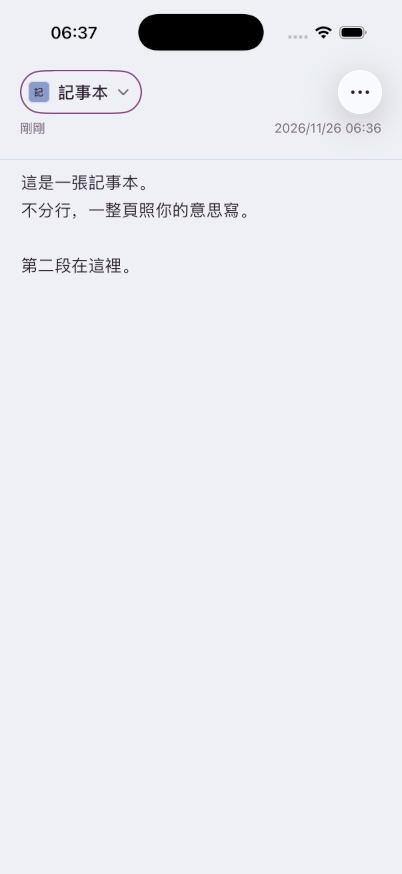 06:37
記 記事本
剛剛 2026/11/26 06:36
這是一張記事本。
不分行，一整頁照你的意思寫。
第二段在這裡。